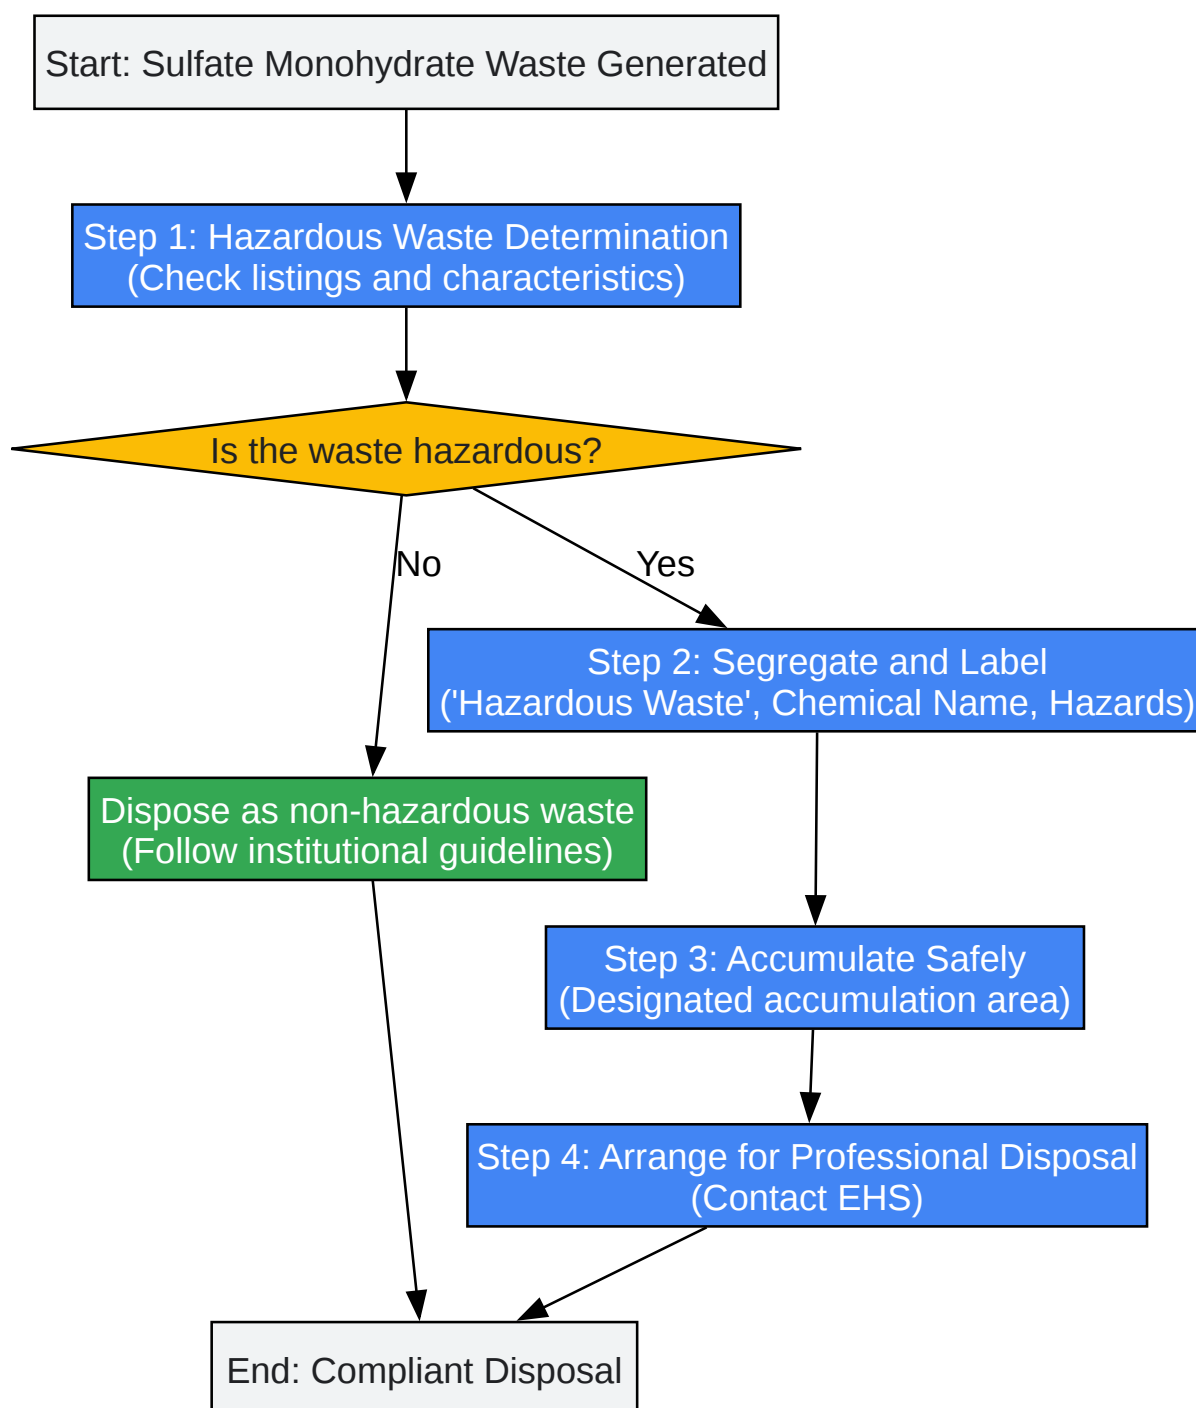 Start: Sulfate Monohydrate Waste Generated
Step 1: Hazardous Waste Determination
(Check listings and characteristics)
Is the waste hazardous?
No
Yes
Step 2: Segregate and Label
('Hazardous Waste', Chemical Name, Hazards)
Dispose as non-hazardous waste
(Follow institutional guidelines)
Step 3: Accumulate Safely
(Designated accumulation area)
Step 4: Arrange for Professional Disposal
(Contact EHS)
End: Compliant Disposal